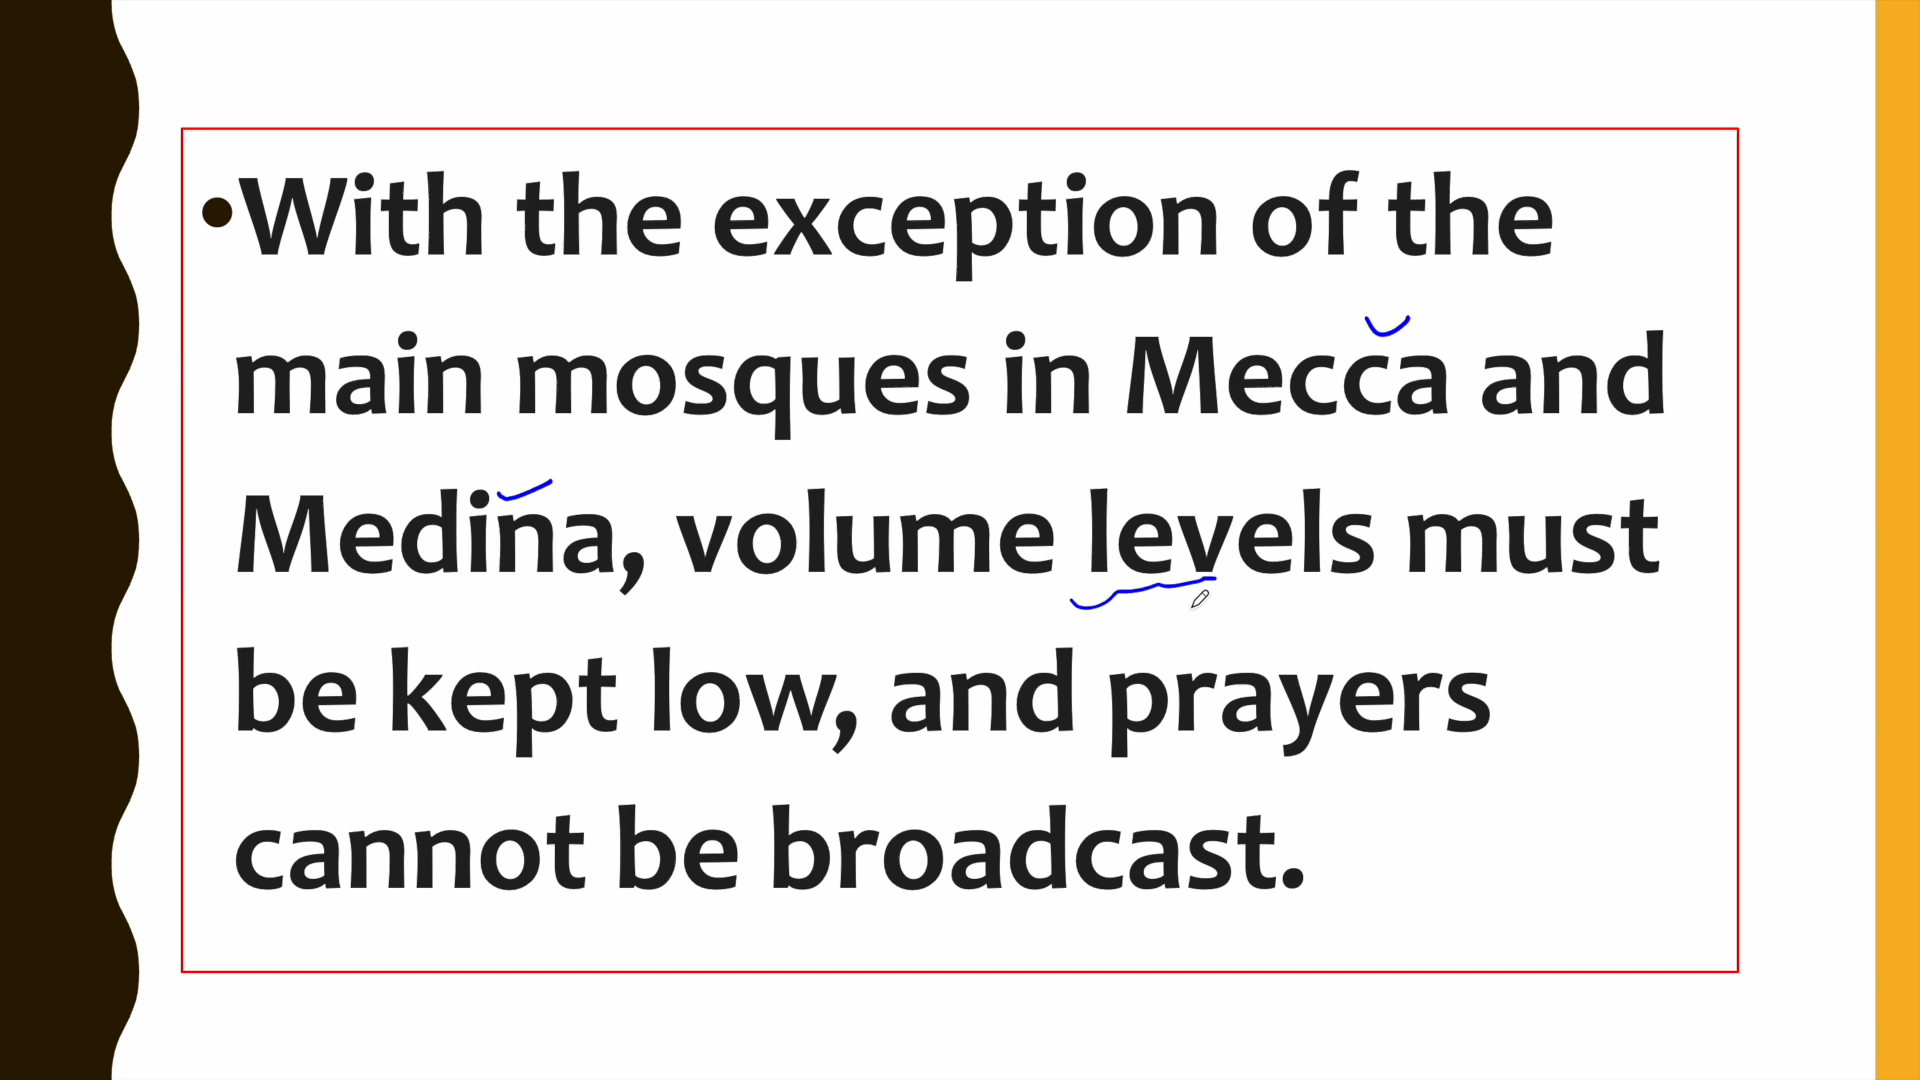 •With the exception of the
main mosques in Mecca and
Medina, volume levels must
be kept low, and prayers
cannot be broadcast.